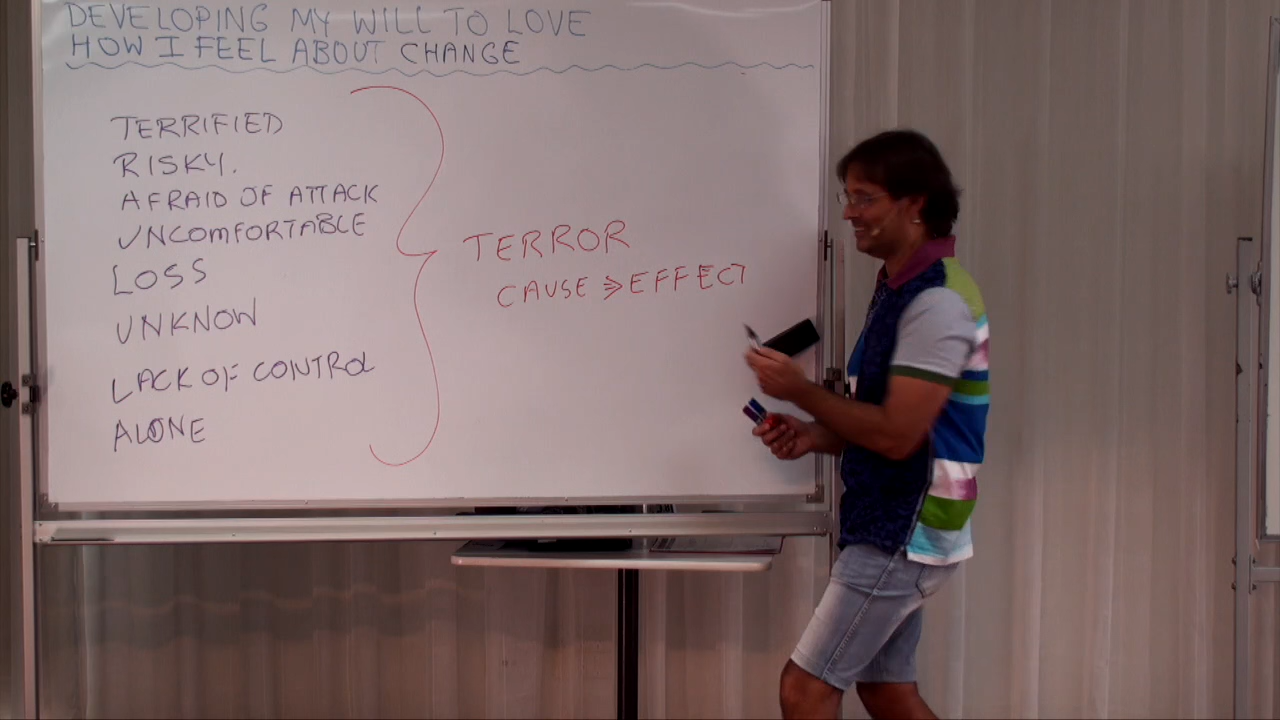 DEVELOPING MY WILL TO LOVE
HOW I FEEL ABOUT CHANGE
TERRIFIED
RISKY.
AFRAID OF ATTACK
UNCOMFORTABLE
LOSS
UNKNOW
LACK OF CONTROL
ALONE
TERROR
CAUSE ⪢ EFFECT